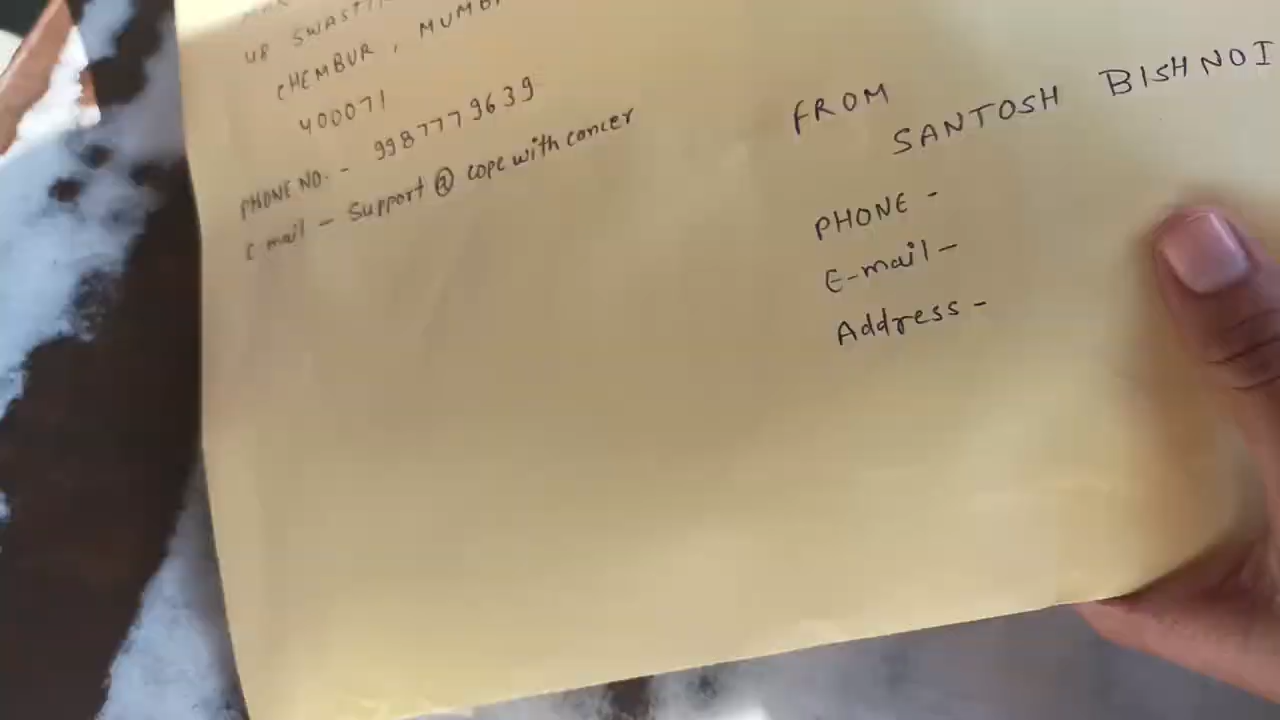 UR SWASTI
CHEMBUR, MUMB
400071
PHONE NO. - 9987779639
E mail - Support @ cope with cancer
FROM
SANTOSH BISHNOI
PHONE -
E-mail -
Address -